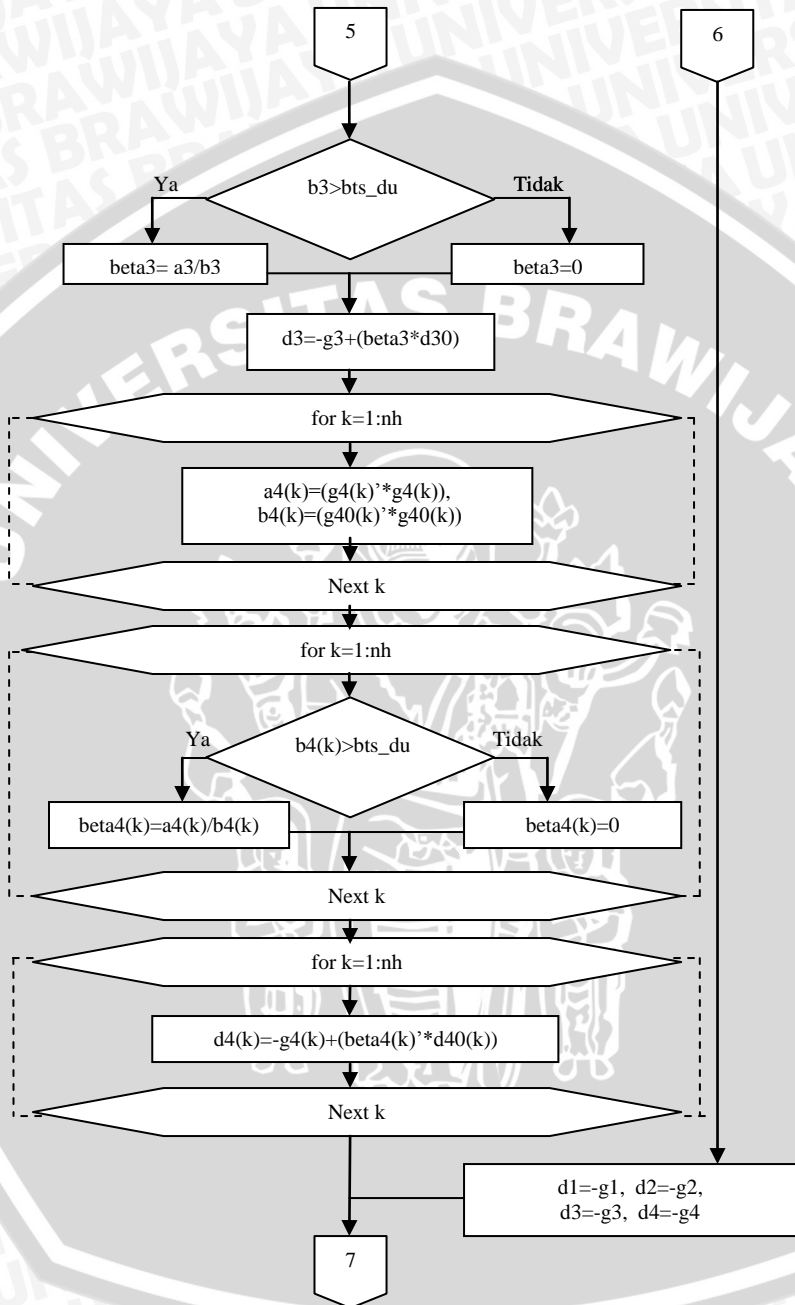 5
6
b3>bts_du
Ya
Tidak
beta3= a3/b3
beta3=0
d3=-g3+(beta3*d30)
for k=1:nh
a4(k)=(g4(k)’*g4(k)),
b4(k)=(g40(k)’*g40(k))
Next k
for k=1:nh
b4(k)>bts_du
Ya
Tidak
beta4(k)=a4(k)/b4(k)
beta4(k)=0
Next k
for k=1:nh
d4(k)=-g4(k)+(beta4(k)’*d40(k))
Next k
d1=-g1, d2=-g2,
d3=-g3, d4=-g4
7